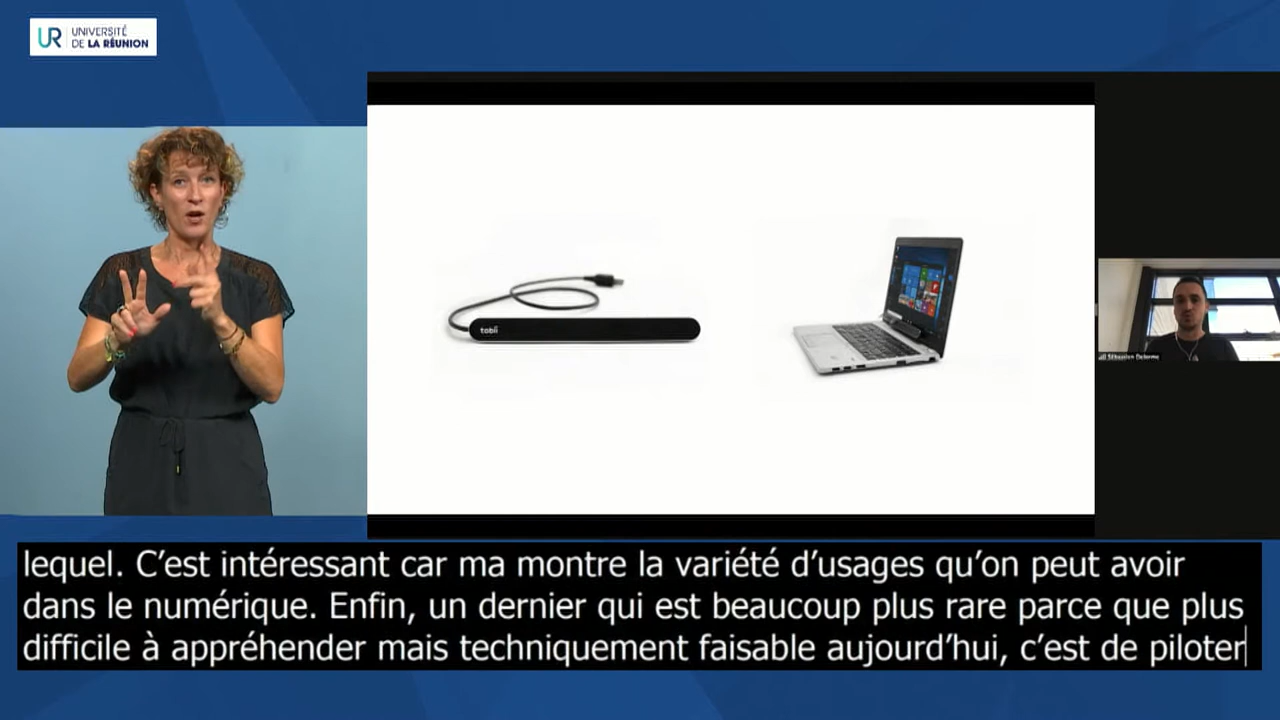 UR UNIVERSITÉ
DE LA RÉUNION
tobii
Sébastien Delorme
lequel. C'est intéressant car ma montre la variété d'usages qu'on peut avoir
dans le numérique. Enfin, un dernier qui est beaucoup plus rare parce que plus
difficile à appréhender mais techniquement faisable aujourd'hui, c'est de piloter